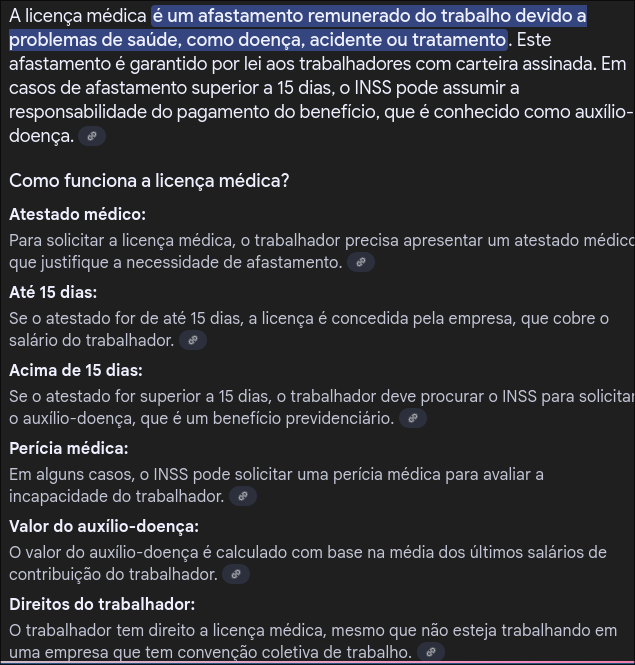 A licença médica é um afastamento remunerado do trabalho devido a
problemas de saúde, como doença, acidente ou tratamento. Este
afastamento é garantido por lei aos trabalhadores com carteira assinada. Em
casos de afastamento superior a 15 dias, o INSS pode assumir a
responsabilidade do pagamento do benefício, que é conhecido como auxílio-
doença.
Como funciona a licença médica?
Atestado médico:
Para solicitar a licença médica, o trabalhador precisa apresentar um atestado médico
que justifique a necessidade de afastamento.
Até 15 dias:
Se o atestado for de até 15 dias, a licença é concedida pela empresa, que cobre o
salário do trabalhador.
Acima de 15 dias:
Se o atestado for superior a 15 dias, o trabalhador deve procurar o INSS para solicitar
o auxílio-doença, que é um benefício previdenciário.
Perícia médica:
Em alguns casos, o INSS pode solicitar uma perícia médica para avaliar a
incapacidade do trabalhador.
Valor do auxílio-doença:
O valor do auxílio-doença é calculado com base na média dos últimos salários de
contribuição do trabalhador.
Direitos do trabalhador:
O trabalhador tem direito a licença médica, mesmo que não esteja trabalhando em
uma empresa que tem convenção coletiva de trabalho.